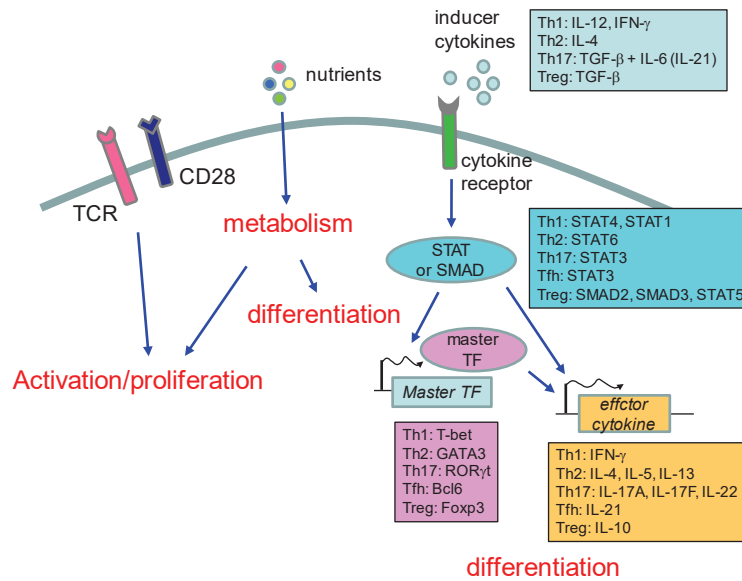 inducer
cytokines
Th1: IL-12, IFN-γ
Th2: IL-4
Th17: TGF-β + IL-6 (IL-21)
Treg: TGF-β
nutrients
TCR
CD28
cytokine
receptor
metabolism
differentiation
Activation/proliferation
STAT
or SMAD
Th1: STAT4, STAT1
Th2: STAT6
Th17: STAT3
Tfh: STAT3
Treg: SMAD2, SMAD3, STAT5
master
TF
Master TF
effctor
cytokine
Th1: T-bet
Th2: GATA3
Th17: RORγt
Tfh: Bcl6
Treg: Foxp3
Th1: IFN-γ
Th2: IL-4, IL-5, IL-13
Th17: IL-17A, IL-17F, IL-22
Tfh: IL-21
Treg: IL-10
differentiation